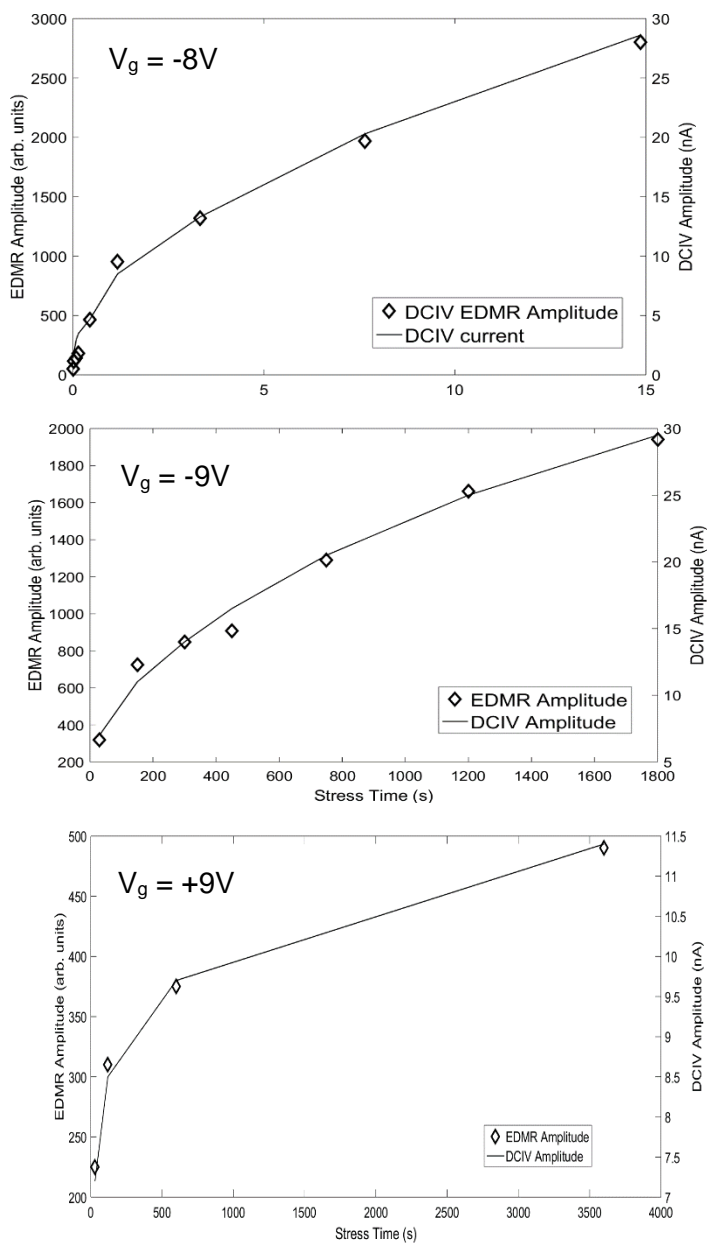 V_g = -8V
EDMR Amplitude (arb. units)
3000
2500
2000
1500
1000
500
0
DCIV Amplitude (nA)
30
25
20
15
10
5
0
DCIV EDMR Amplitude
DCIV current
0 5 10 15
V_g = -9V
EDMR Amplitude (arb. units)
2000
1800
1600
1400
1200
1000
800
600
400
200
DCIV Amplitude (nA)
30
25
20
15
10
5
EDMR Amplitude
DCIV Amplitude
0 200 400 600 800 1000 1200 1400 1600 1800
Stress Time (s)
V_g = +9V
EDMR Amplitude (arb. units)
500
450
400
350
300
250
200
DCIV Amplitude (nA)
11.5
11
10.5
10
9.5
9
8.5
8
7.5
7
EDMR Amplitude
DCIV Amplitude
0 500 1000 1500 2000 2500 3000 3500 4000
Stress Time (s)